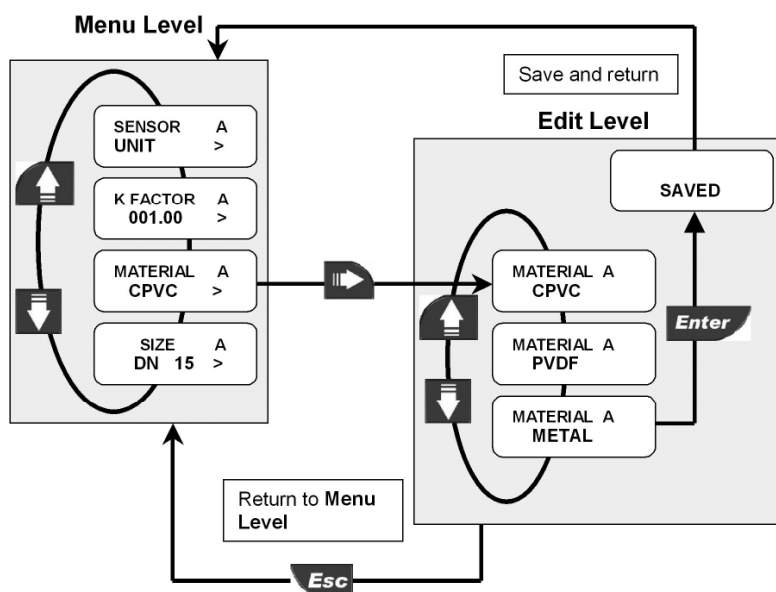 Menu Level
SENSOR A
UNIT >
K FACTOR A
001.00 >
MATERIAL A
CPVC >
SIZE A
DN 15 >
Save and return
Edit Level
SAVED
MATERIAL A
CPVC
MATERIAL A
PVDF
MATERIAL A
METAL
Enter
Return to Menu
Level
Esc